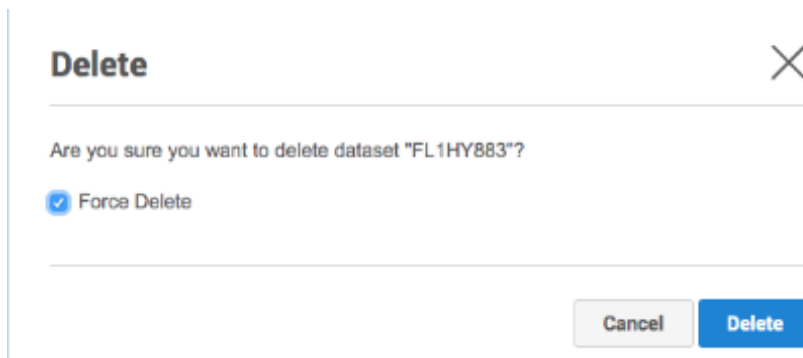 Delete
Are you sure you want to delete dataset "FL1HY883"?
Force Delete
Cancel
Delete